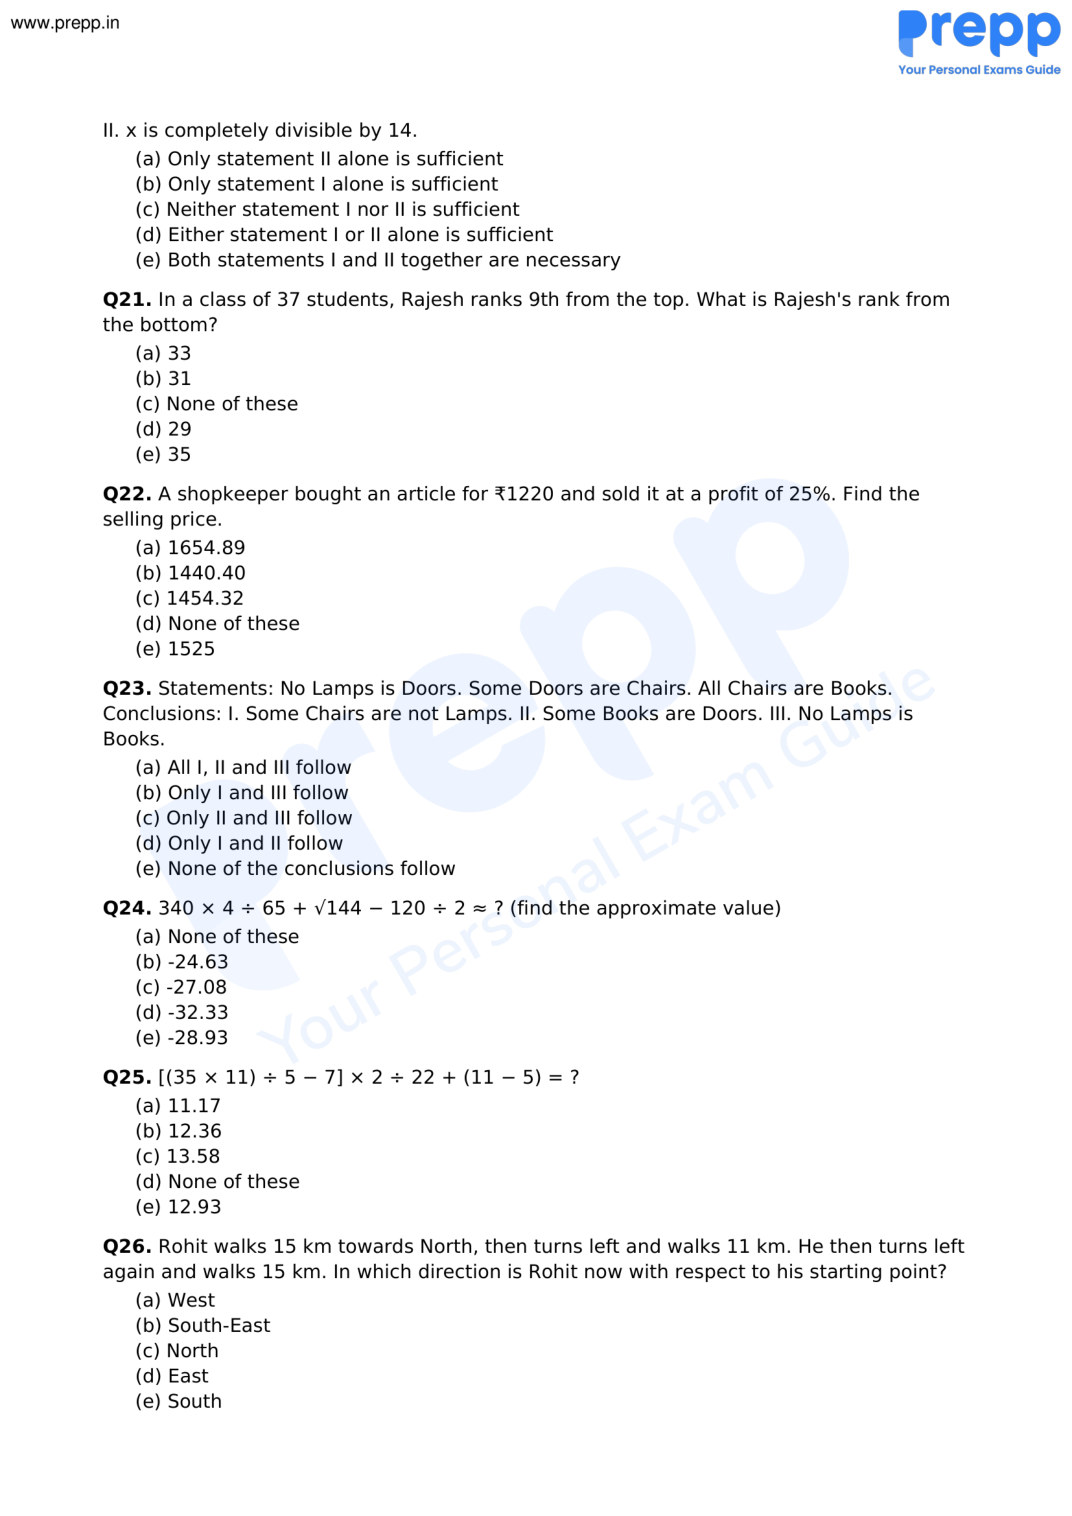 www.prepp.in
Prepp
Your Personal Exams Guide
II. x is completely divisible by 14.
(a) Only statement II alone is sufficient
(b) Only statement I alone is sufficient
(c) Neither statement I nor II is sufficient
(d) Either statement I or II alone is sufficient
(e) Both statements I and II together are necessary
Q21. In a class of 37 students, Rajesh ranks 9th from the top. What is Rajesh's rank from
the bottom?
(a) 33
(b) 31
(c) None of these
(d) 29
(e) 35
Q22. A shopkeeper bought an article for ₹1220 and sold it at a profit of 25%. Find the
selling price.
(a) 1654.89
(b) 1440.40
(c) 1454.32
(d) None of these
(e) 1525
Q23. Statements: No Lamps is Doors. Some Doors are Chairs. All Chairs are Books.
Conclusions: I. Some Chairs are not Lamps. II. Some Books are Doors. III. No Lamps is
Books.
(a) All I, II and III follow
(b) Only I and III follow
(c) Only II and III follow
(d) Only I and II follow
(e) None of the conclusions follow
Q24. 340 × 4 ÷ 65 + √144 − 120 ÷ 2 ≈ ? (find the approximate value)
(a) None of these
(b) -24.63
(c) -27.08
(d) -32.33
(e) -28.93
Q25. [(35 × 11) ÷ 5 − 7] × 2 ÷ 22 + (11 − 5) = ?
(a) 11.17
(b) 12.36
(c) 13.58
(d) None of these
(e) 12.93
Q26. Rohit walks 15 km towards North, then turns left and walks 11 km. He then turns left
again and walks 15 km. In which direction is Rohit now with respect to his starting point?
(a) West
(b) South-East
(c) North
(d) East
(e) South
prepp
Your Personal Exam Guide